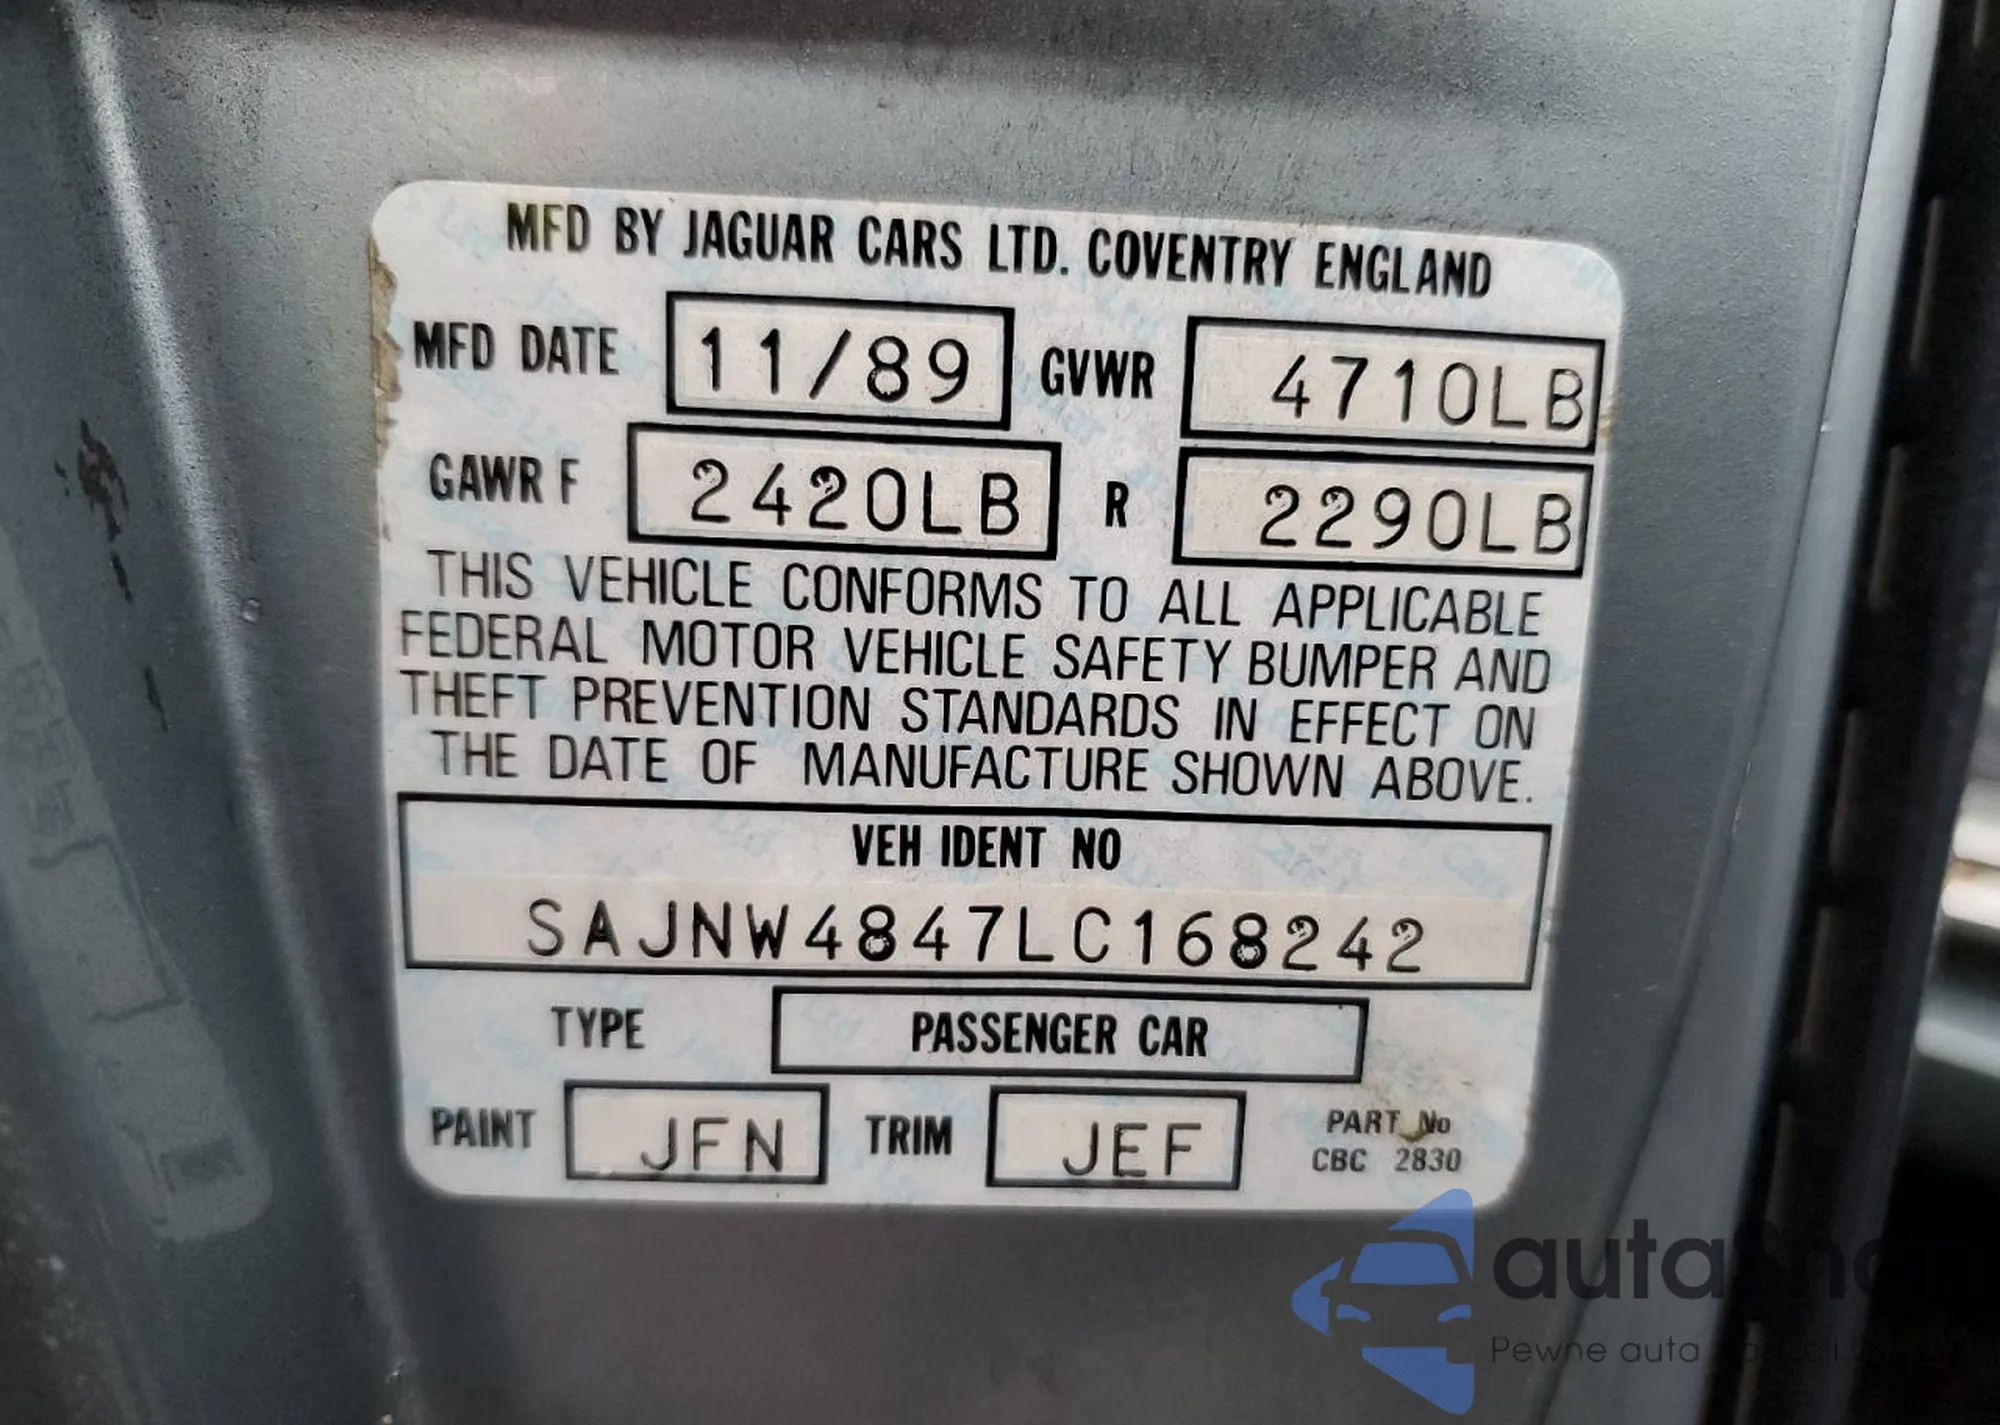 MFD BY JAGUAR CARS LTD. COVENTRY ENGLAND
MFD DATE 11/89 GVWR 4710LB
GAWR F 2420LB R 2290LB
THIS VEHICLE CONFORMS TO ALL APPLICABLE
FEDERAL MOTOR VEHICLE SAFETY BUMPER AND
THEFT PREVENTION STANDARDS IN EFFECT ON
THE DATE OF MANUFACTURE SHOWN ABOVE.
VEH IDENT NO
SAJNW4847LC168242
TYPE PASSENGER CAR
PAINT JFN TRIM JEF PART No
CBC 2830
Pewne auta